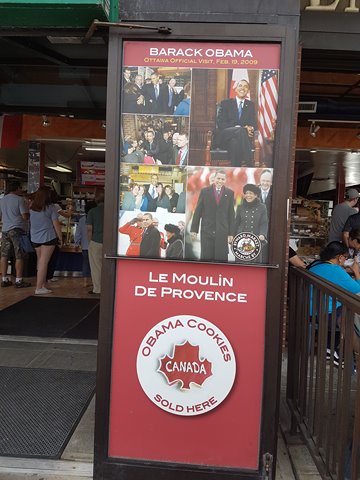 BARACK OBAMA
OTTAWA OFFICIAL VISIT, FEB. 19, 2009
LE MOULIN
DE PROVENCE
OBAMA COOKIES
CANADA
SOLD HERE